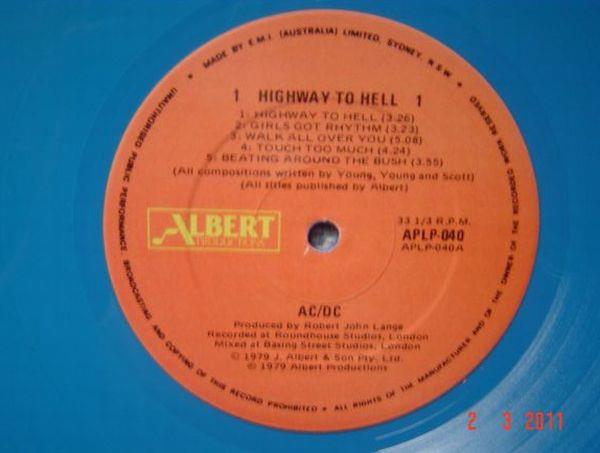 MADE BY E.M.I. (AUSTRALIA) LIMITED, SYDNEY, N.S.W.
★ UNAUTHORISED PUBLIC PERFORMANCE, BROADCASTING AND COPYING OF THIS RECORD PROHIBITED ★ ALL RIGHTS OF THE MANUFACTURER AND OF THE OWNER OF THE RECORDED WORK RESERVED ★
1 HIGHWAY TO HELL 1
1: HIGHWAY TO HELL (3.26)
2: GIRLS GOT RHYTHM (3.23)
3: WALK ALL OVER YOU (5.08)
4: TOUCH TOO MUCH (4.24)
5: BEATING AROUND THE BUSH (3.55)
(All compositions written by Young, Young and Scott)
(All titles published by Albert)
ALBERT
PRODUCTIONS
33 1/3 R.P.M.
APLP-040
APLP-040A
AC/DC
Produced by Robert John Lange
Recorded at Roundhouse Studios, London
Mixed at Basing Street Studios, London
© 1979 J. Albert & Son Pty. Ltd.
℗ 1979 Albert Productions
2 3 2011